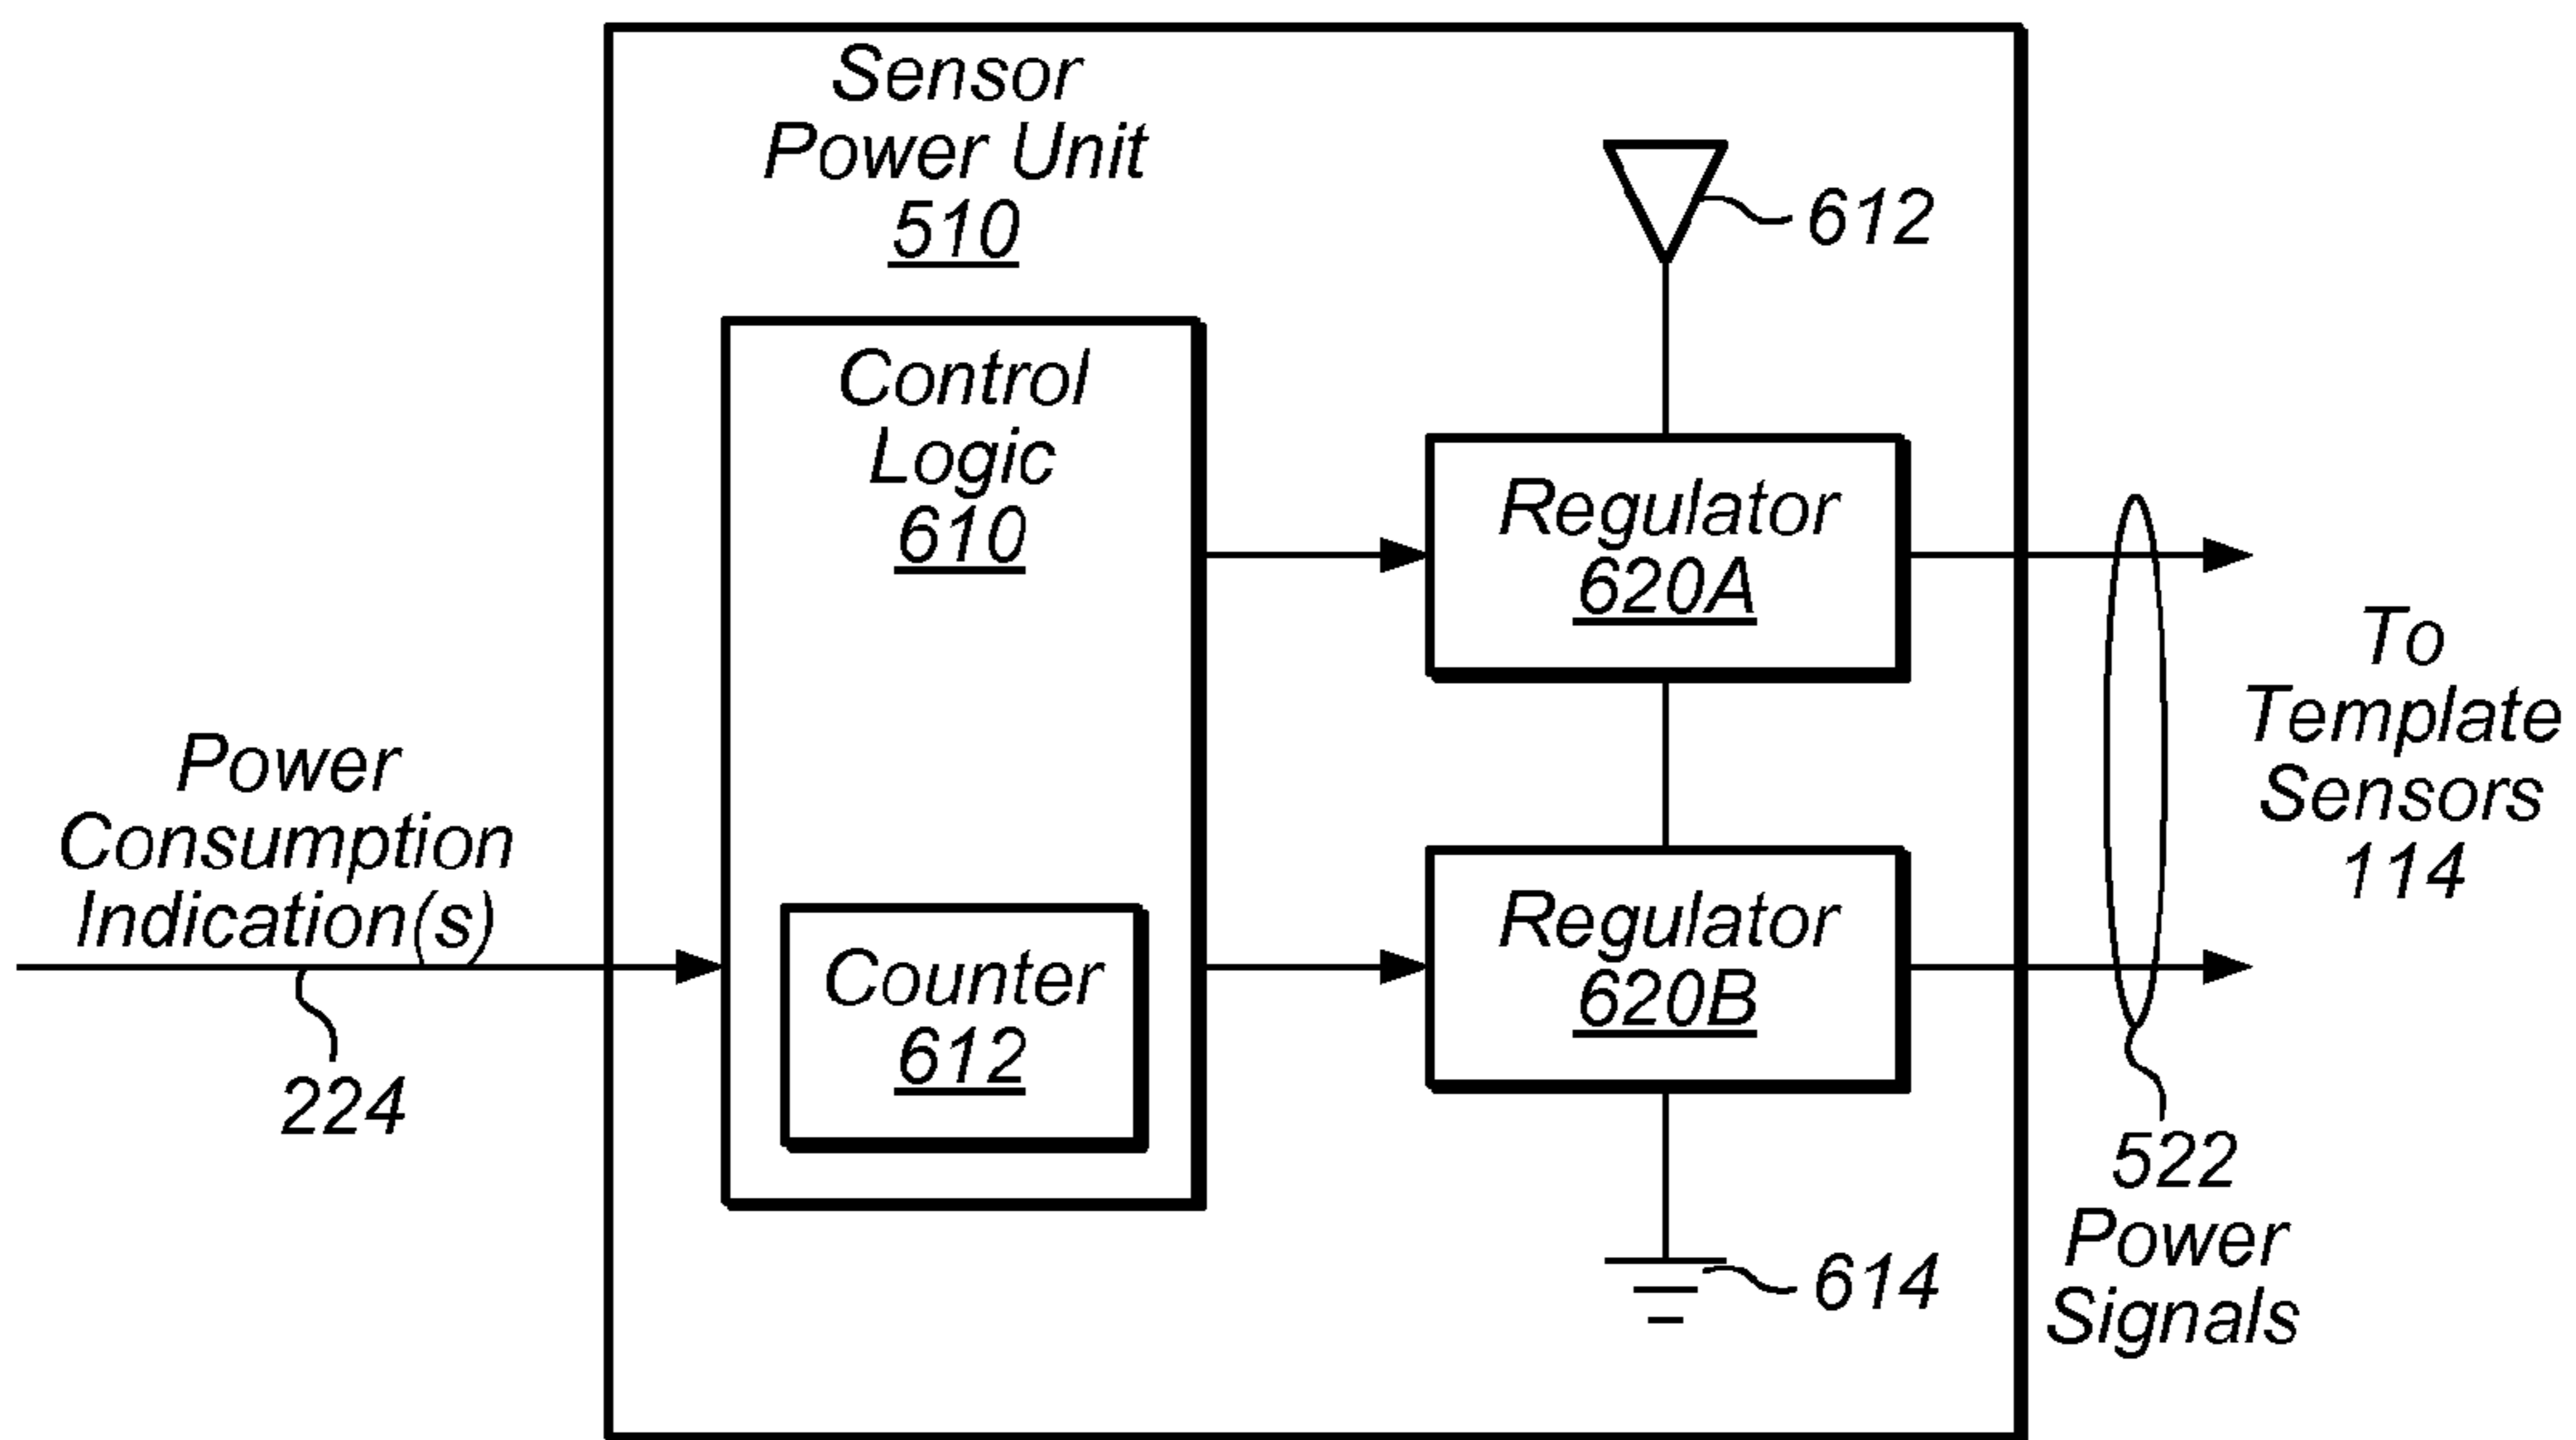 Sensor
Power Unit
510
612
Control
Logic
610
Regulator
620A
To
Template
Sensors
114
Power
Consumption
Indication(s)
224
Counter
612
Regulator
620B
614
522
Power
Signals